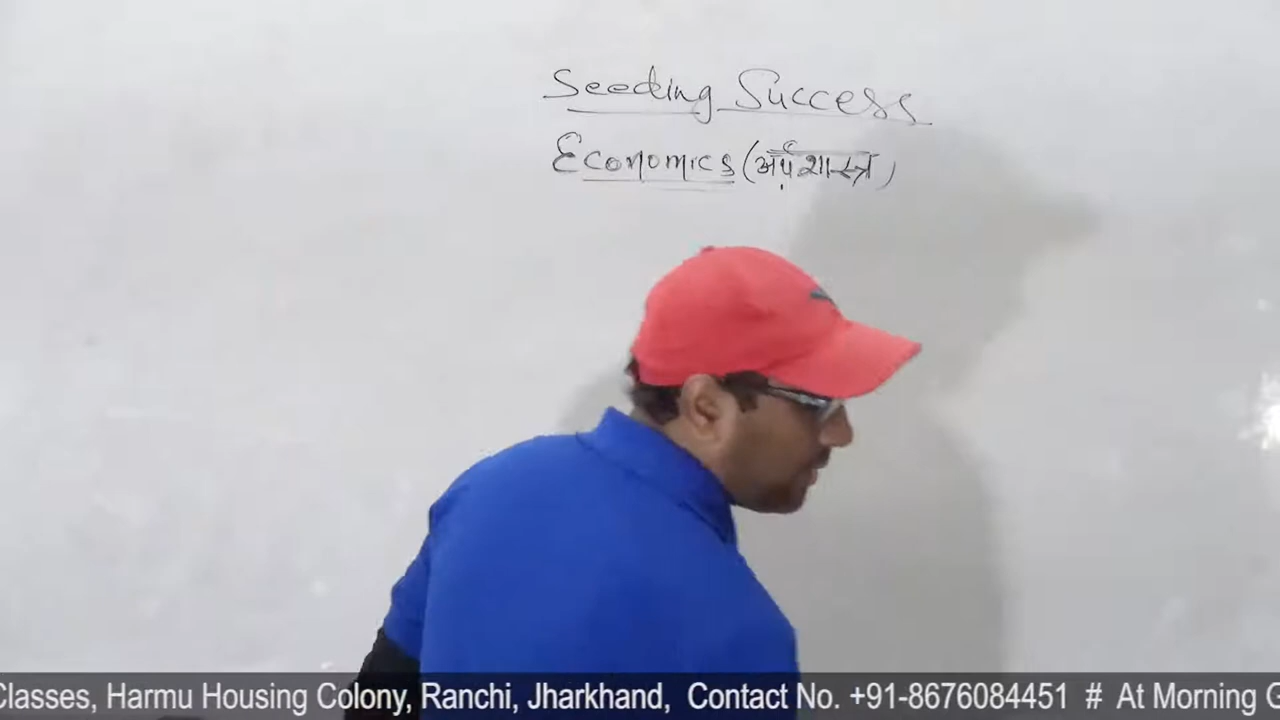 Seeding Success
Economics (अर्थशास्त्र)
Classes, Harmu Housing Colony, Ranchi, Jharkhand, Contact No. +91-8676084451 # At Morning G